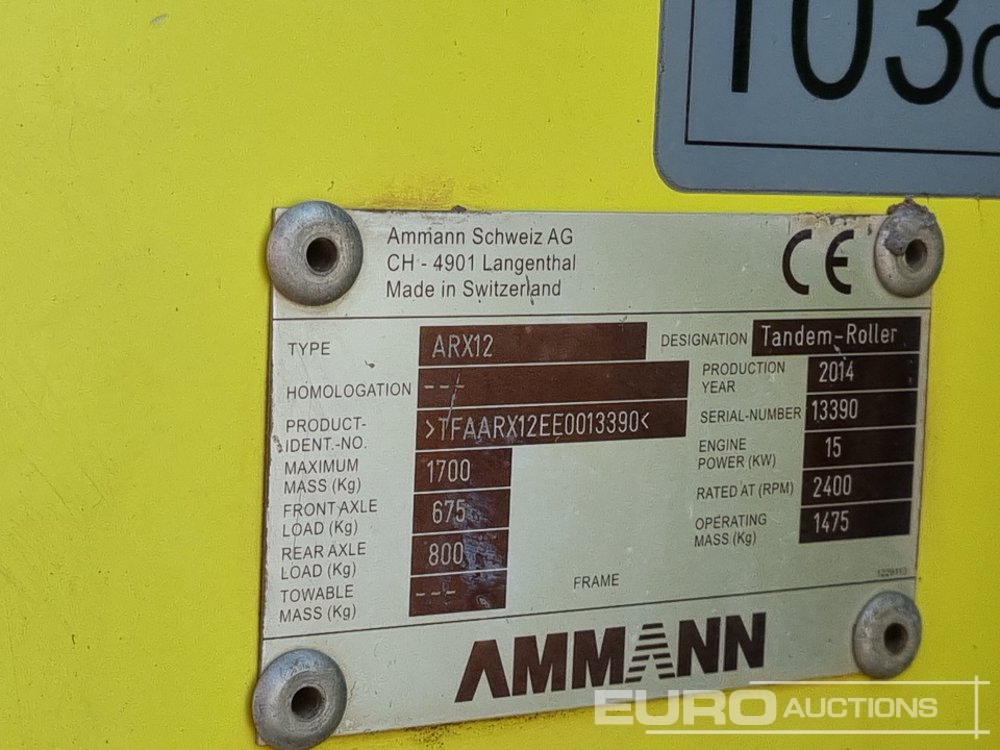 103
Ammann Schweiz AG
CH - 4901 Langenthal
Made in Switzerland
CE
TYPE ARX12
DESIGNATION Tandem-Roller
HOMOLOGATION ---
PRODUCTION YEAR 2014
PRODUCT-IDENT.-NO. >TFAARX12EE0013390<
SERIAL-NUMBER 13390
MAXIMUM MASS (Kg) 1700
ENGINE POWER (KW) 15
FRONT AXLE LOAD (Kg) 675
RATED AT (RPM) 2400
REAR AXLE LOAD (Kg) 800
OPERATING MASS (Kg) 1475
TOWABLE MASS (Kg) ---
FRAME
AMMANN
EURO AUCTIONS